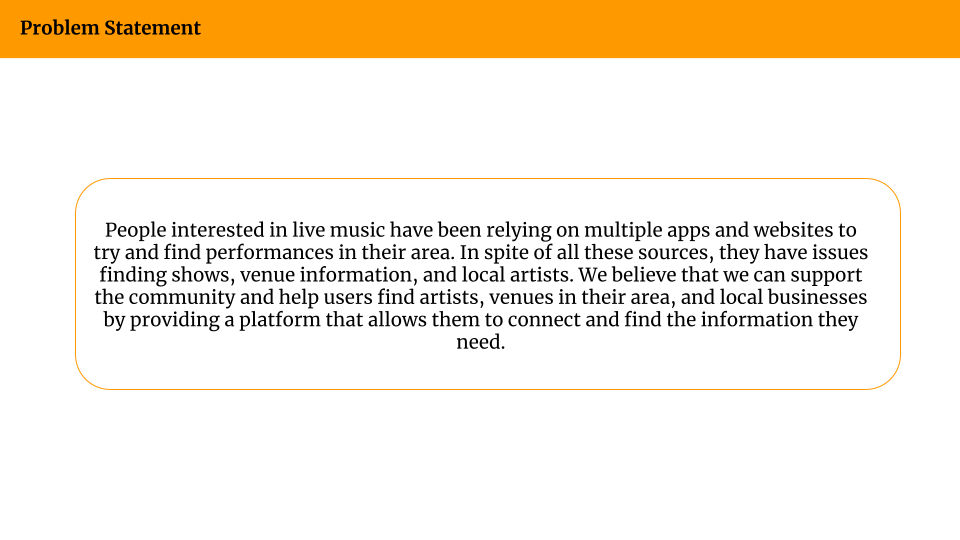 Problem Statement
People interested in live music have been relying on multiple apps and websites to
try and find performances in their area. In spite of all these sources, they have issues
finding shows, venue information, and local artists. We believe that we can support
the community and help users find artists, venues in their area, and local businesses
by providing a platform that allows them to connect and find the information they
need.